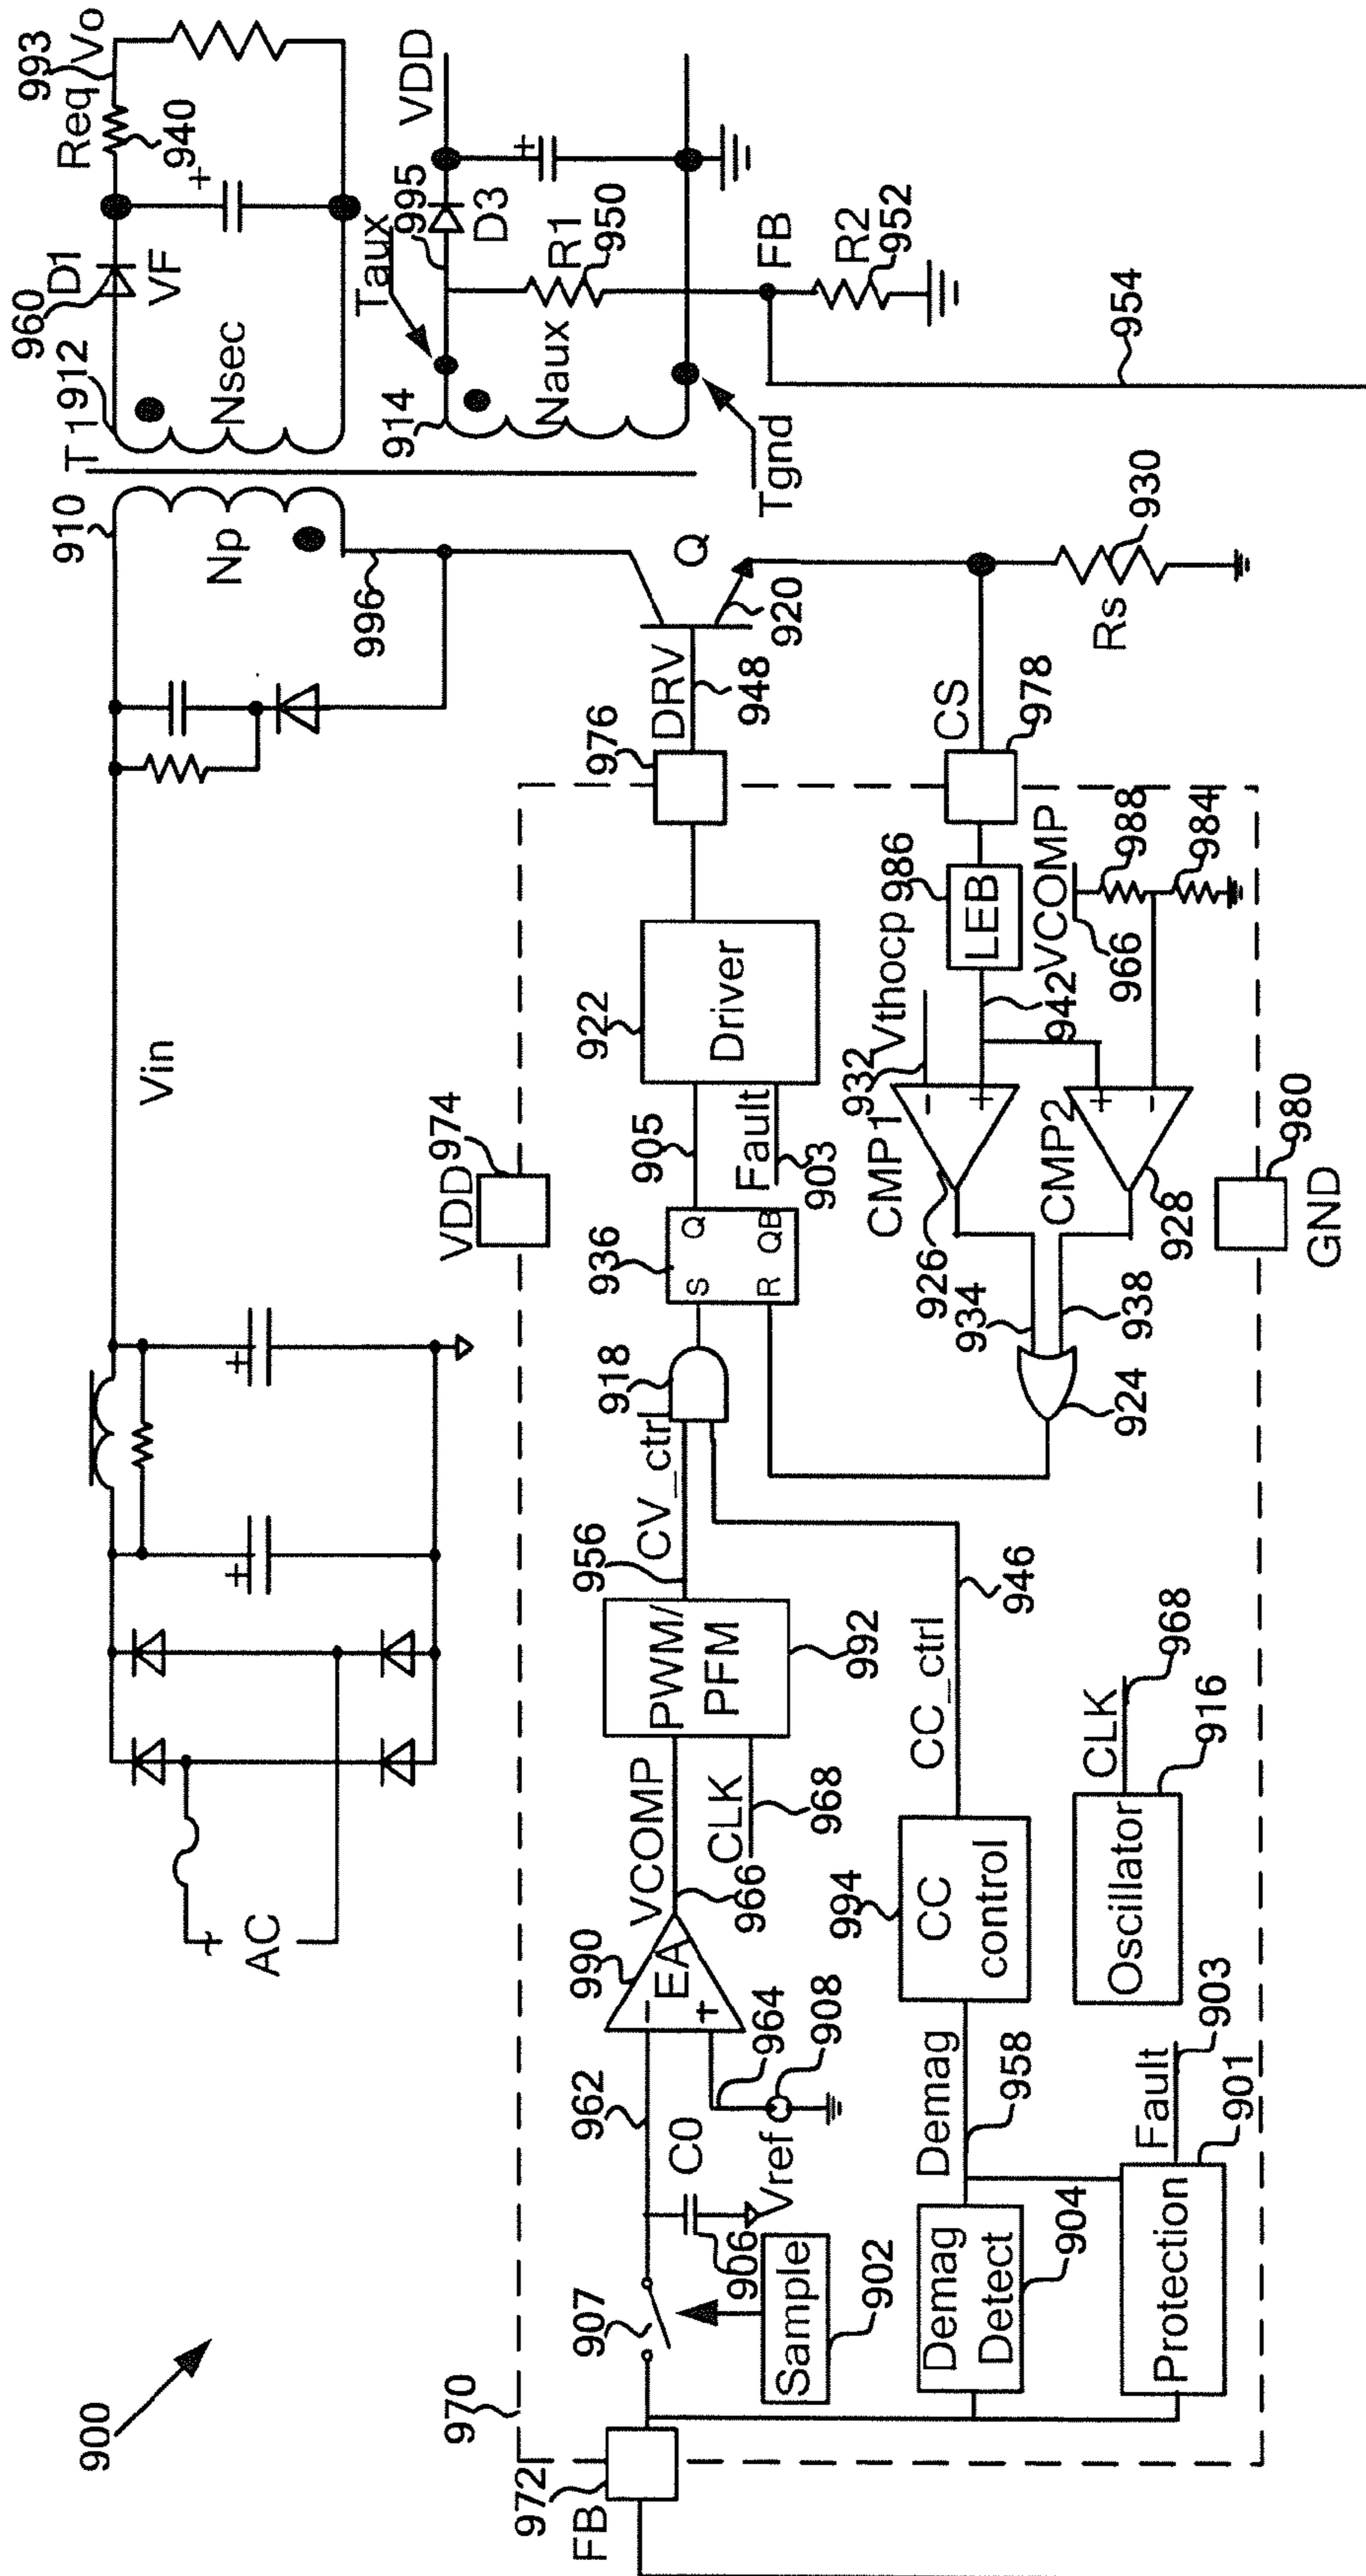 900
AC
Vin
910
Np
996
T1
912
Nsec
960
D1
VF
Req
940
993
Vo
914
Naux
Taux
995
D3
VDD
R1
950
FB
R2
952
954
Tgnd
970
972
FB
907
Sample
902
906
C0
Vref
962
964
908
990
EA
VCOMP
966
CLK
968
PWM/
PFM
992
956
CV_ctrl
918
936
S
Q
R
QB
905
Fault
903
922
Driver
VDD
974
976
DRV
948
Q
920
CS
978
Rs
930
986
LEB
Vthocp
932
942
VCOMP
966
988
984
CMP1
926
CMP2
928
934
938
924
980
GND
946
CC_ctrl
994
CC
control
Demag
958
Demag
Detect
904
Protection
901
Fault
903
Oscillator
916
CLK
968